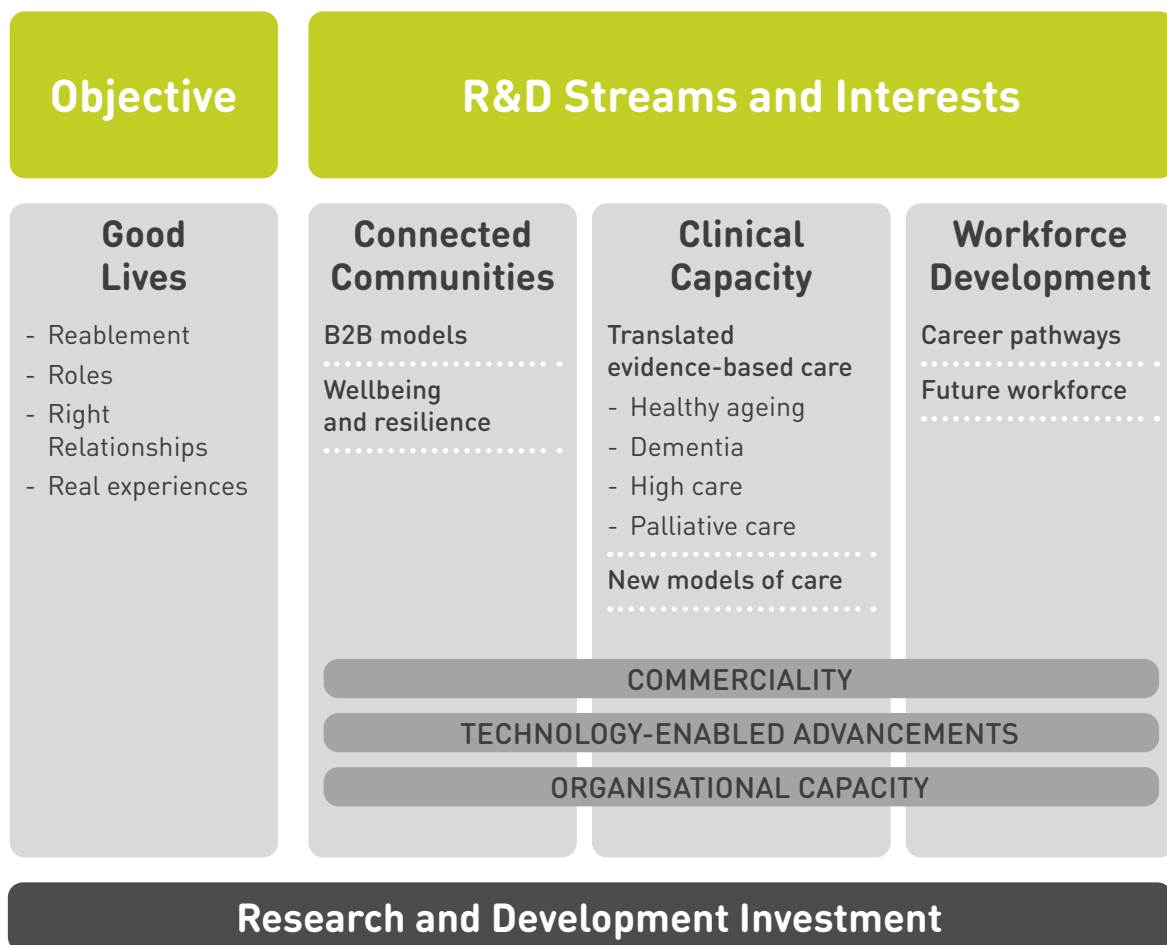 Objective
R&D Streams and Interests
Good
Lives
- Reablement
- Roles
- Right
Relationships
- Real experiences
Connected
Communities
B2B models
Wellbeing
and resilience
Clinical
Capacity
Translated
evidence-based care
- Healthy ageing
- Dementia
- High care
- Palliative care
New models of care
Workforce
Development
Career pathways
Future workforce
COMMERCIALITY
TECHNOLOGY-ENABLED ADVANCEMENTS
ORGANISATIONAL CAPACITY
Research and Development Investment